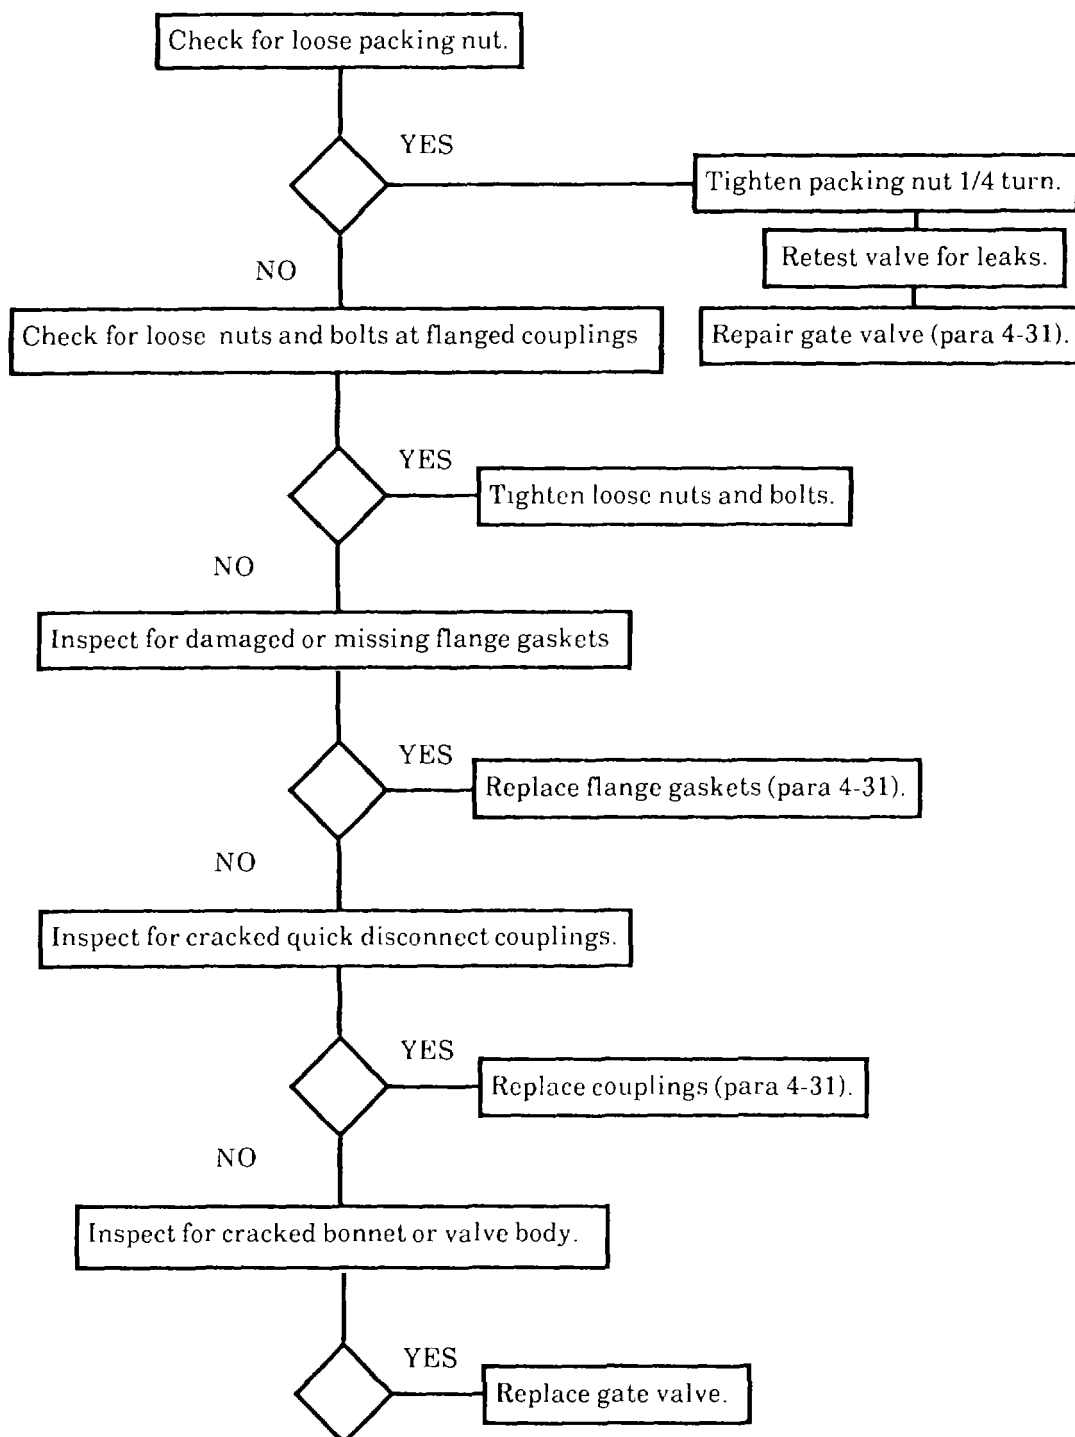 Check for loose packing nut.
YES
Tighten packing nut 1/4 turn.
Retest valve for leaks.
NO
Check for loose nuts and bolts at flanged couplings
Repair gate valve (para 4-31).
YES
Tighten loose nuts and bolts.
NO
Inspect for damaged or missing flange gaskets
YES
Replace flange gaskets (para 4-31).
NO
Inspect for cracked quick disconnect couplings.
YES
Replace couplings (para 4-31).
NO
Inspect for cracked bonnet or valve body.
YES
Replace gate valve.